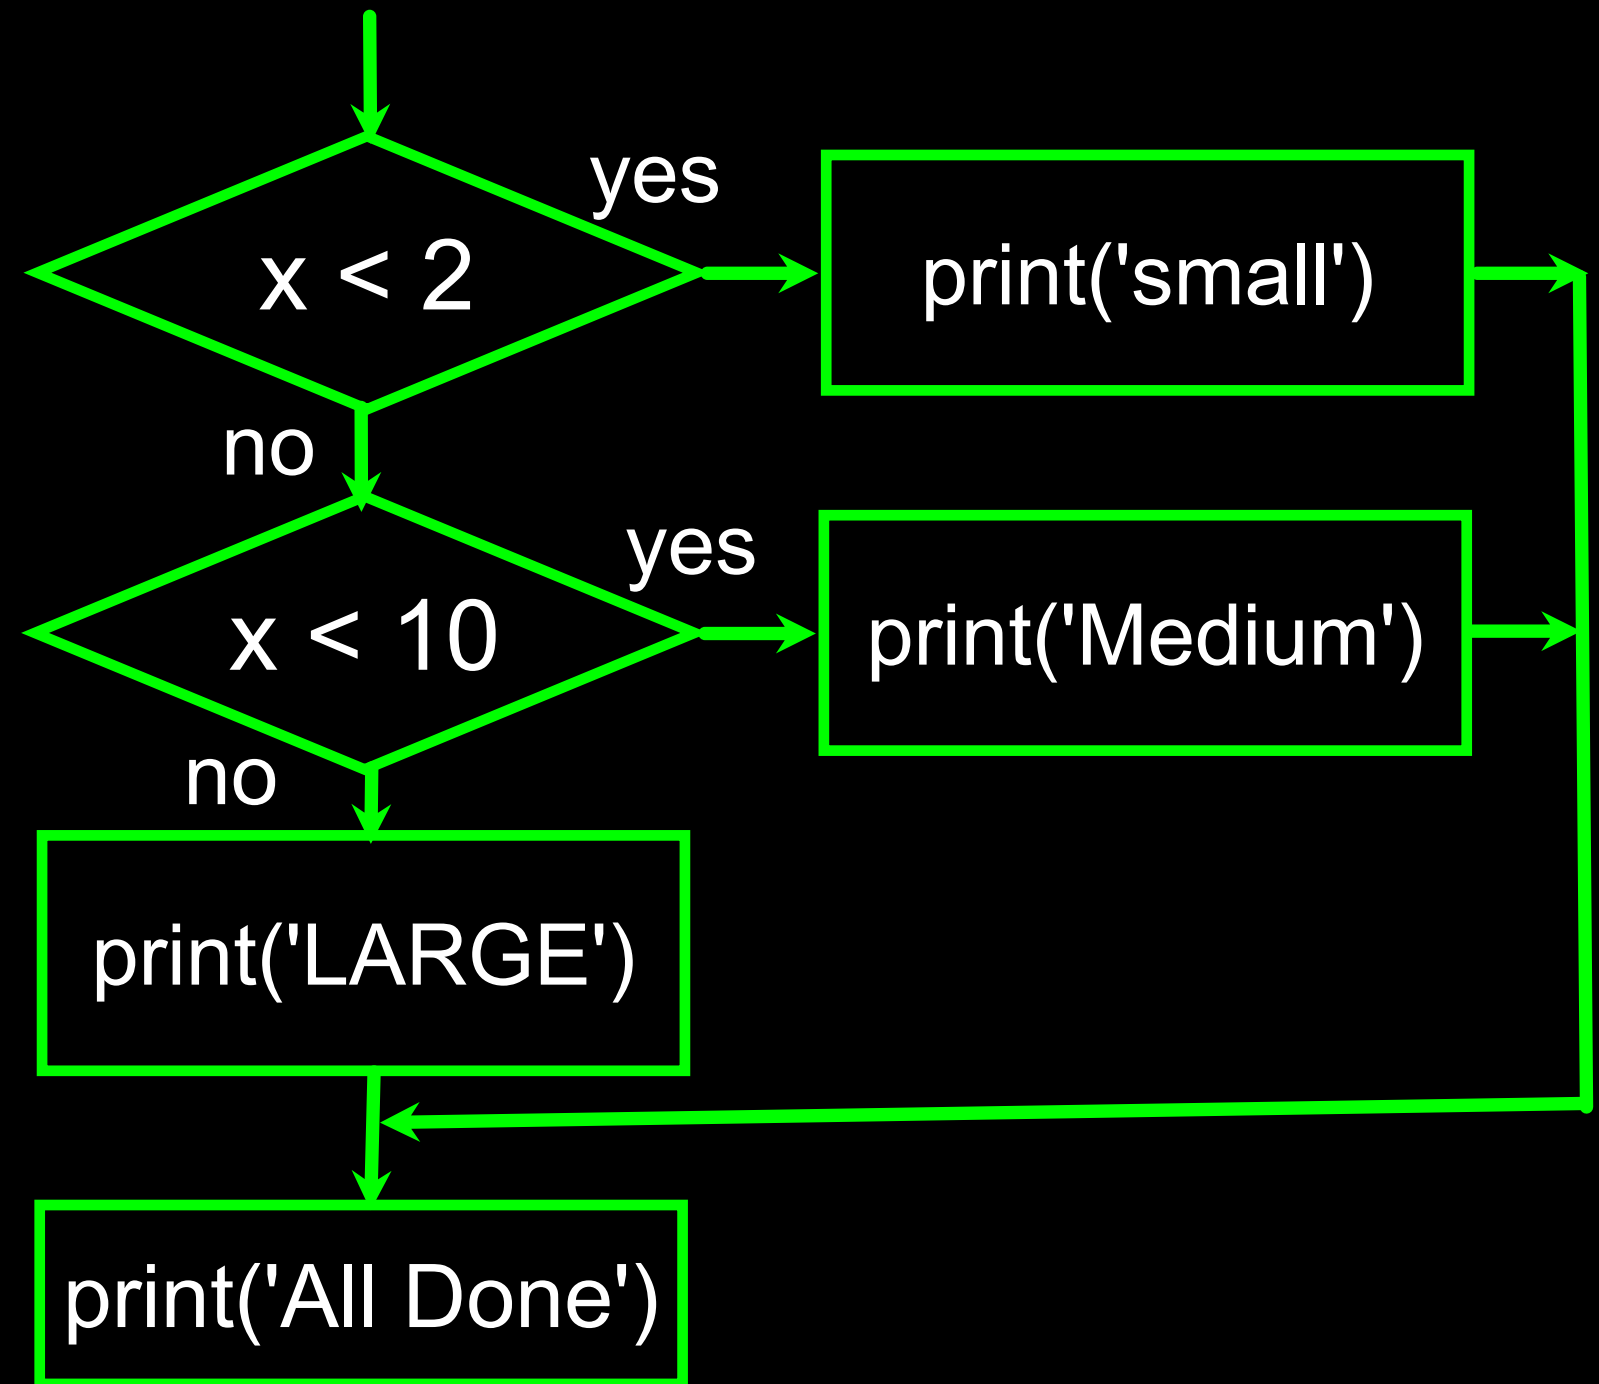 yes
x < 2
print('small')
no
yes
x < 10
print('Medium')
no
print('LARGE')
print('All Done')